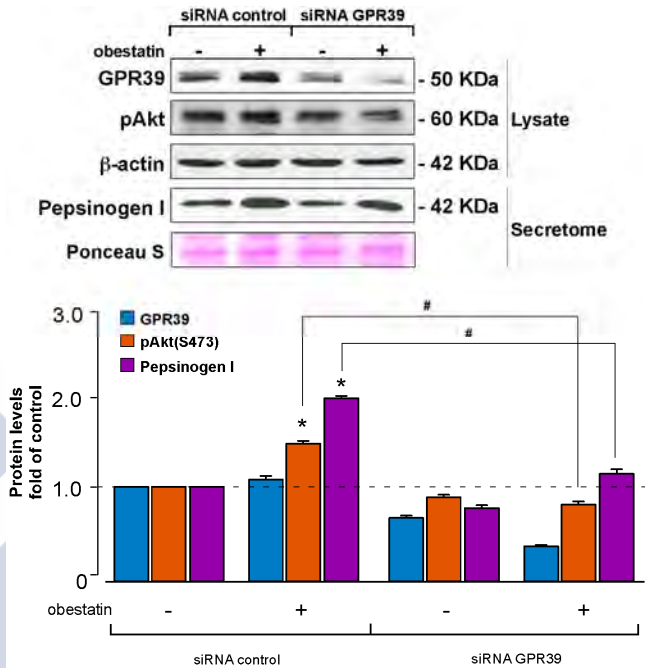 siRNA control siRNA GPR39
obestatin - + - +
GPR39 - 50 KDa
pAkt - 60 KDa Lysate
β-actin - 42 KDa
Pepsinogen I - 42 KDa
Secretome
Ponceau S
3.0
GPR39
pAkt(S473)
Pepsinogen I
#
#
2.0
*
*
Protein levels
fold of control
1.0
0
obestatin - + - +
siRNA control siRNA GPR39